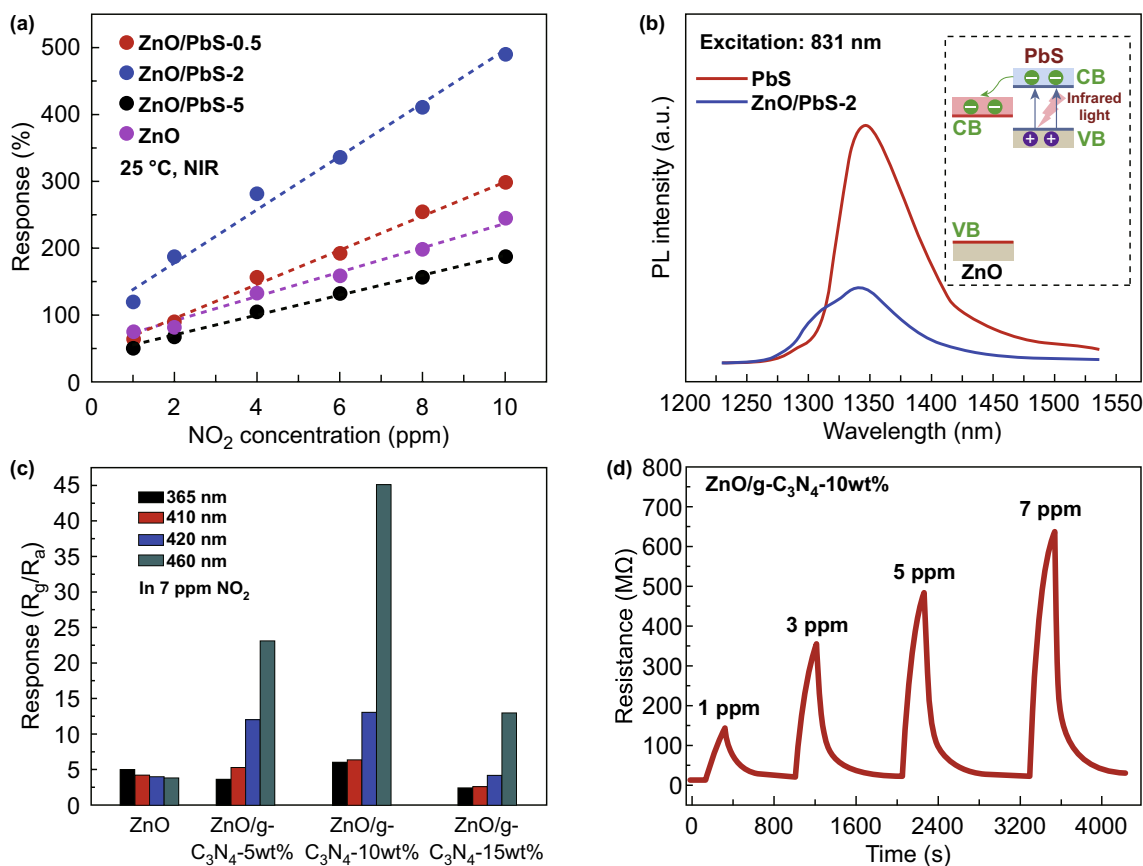 (a)
ZnO/PbS-0.5
ZnO/PbS-2
ZnO/PbS-5
ZnO
25 °C, NIR
Response (%)
500
400
300
200
100
0
0 2 4 6 8 10
NO₂ concentration (ppm)
(b)
Excitation: 831 nm
PbS
ZnO/PbS-2
PL intensity (a.u.)
1200 1250 1300 1350 1400 1450 1500 1550
Wavelength (nm)
PbS
CB
Infrared
light
CB
VB
VB
ZnO
(c)
365 nm
410 nm
420 nm
460 nm
In 7 ppm NO₂
Response (Rg/Ra)
45
40
35
30
25
20
15
10
5
0
ZnO ZnO/g- ZnO/g- ZnO/g-
C₃N₄-5wt% C₃N₄-10wt% C₃N₄-15wt%
(d)
ZnO/g-C₃N₄-10wt%
1 ppm
3 ppm
5 ppm
7 ppm
Resistance (MΩ)
800
700
600
500
400
300
200
100
0
0 800 1600 2400 3200 4000
Time (s)